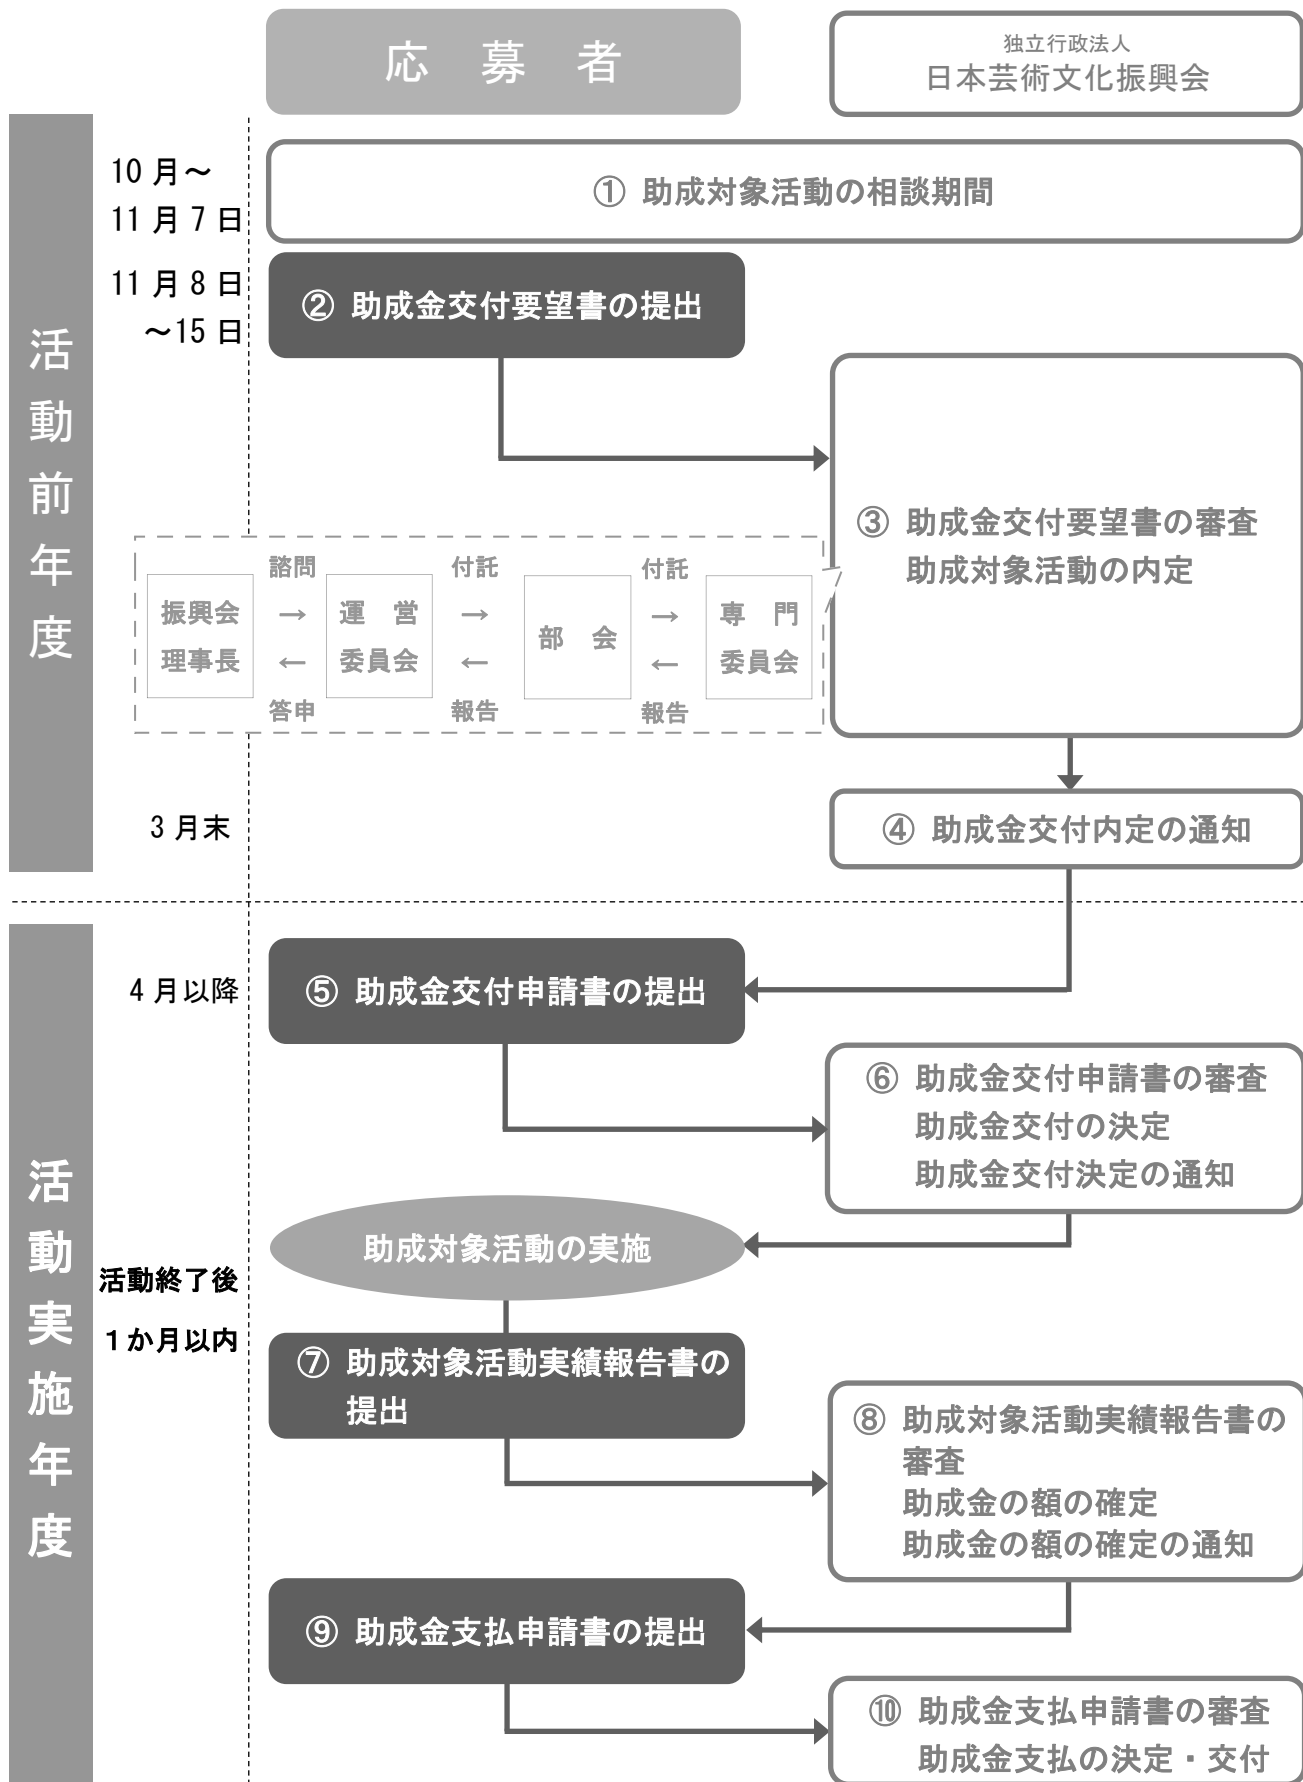 応 募 者
独立行政法人
日本芸術文化振興会
活動前年度
10 月～
11 月 7 日
① 助成対象活動の相談期間
11 月 8 日
～15 日
② 助成金交付要望書の提出
③ 助成金交付要望書の審査
助成対象活動の内定
諮問 付託 付託
振興会 → 運 営 → 部 会 → 専 門
理事長 ← 委員会 ← ← 委員会
答申 報告 報告
3 月末
④ 助成金交付内定の通知
活動実施年度
4 月以降
⑤ 助成金交付申請書の提出
⑥ 助成金交付申請書の審査
助成金交付の決定
助成金交付決定の通知
助成対象活動の実施
活動終了後
１か月以内
⑦ 助成対象活動実績報告書の
提出
⑧ 助成対象活動実績報告書の
審査
助成金の額の確定
助成金の額の確定の通知
⑨ 助成金支払申請書の提出
⑩ 助成金支払申請書の審査
助成金支払の決定・交付